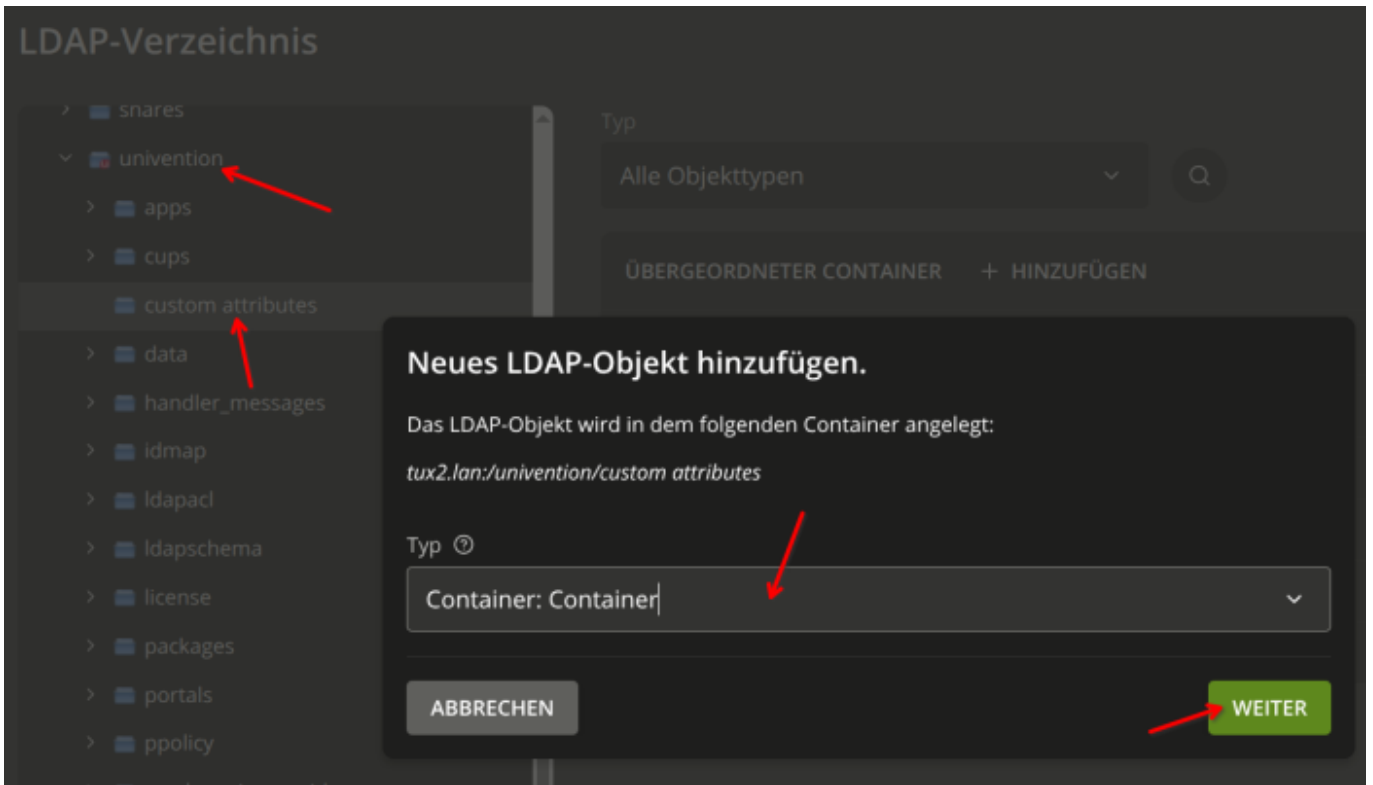 LDAP-Verzeichnis
shares
univention
apps
cups
custom attributes
data
handler_messages
idmap
ldapacl
ldapschema
license
packages
portals
ppolicy
Typ
Alle Objekttypen
ÜBERGEORDNETER CONTAINER + HINZUFÜGEN
Neues LDAP-Objekt hinzufügen.
Das LDAP-Objekt wird in dem folgenden Container angelegt:
tux2.lan:/univention/custom attributes
Typ
Container: Container
ABBRECHEN
WEITER